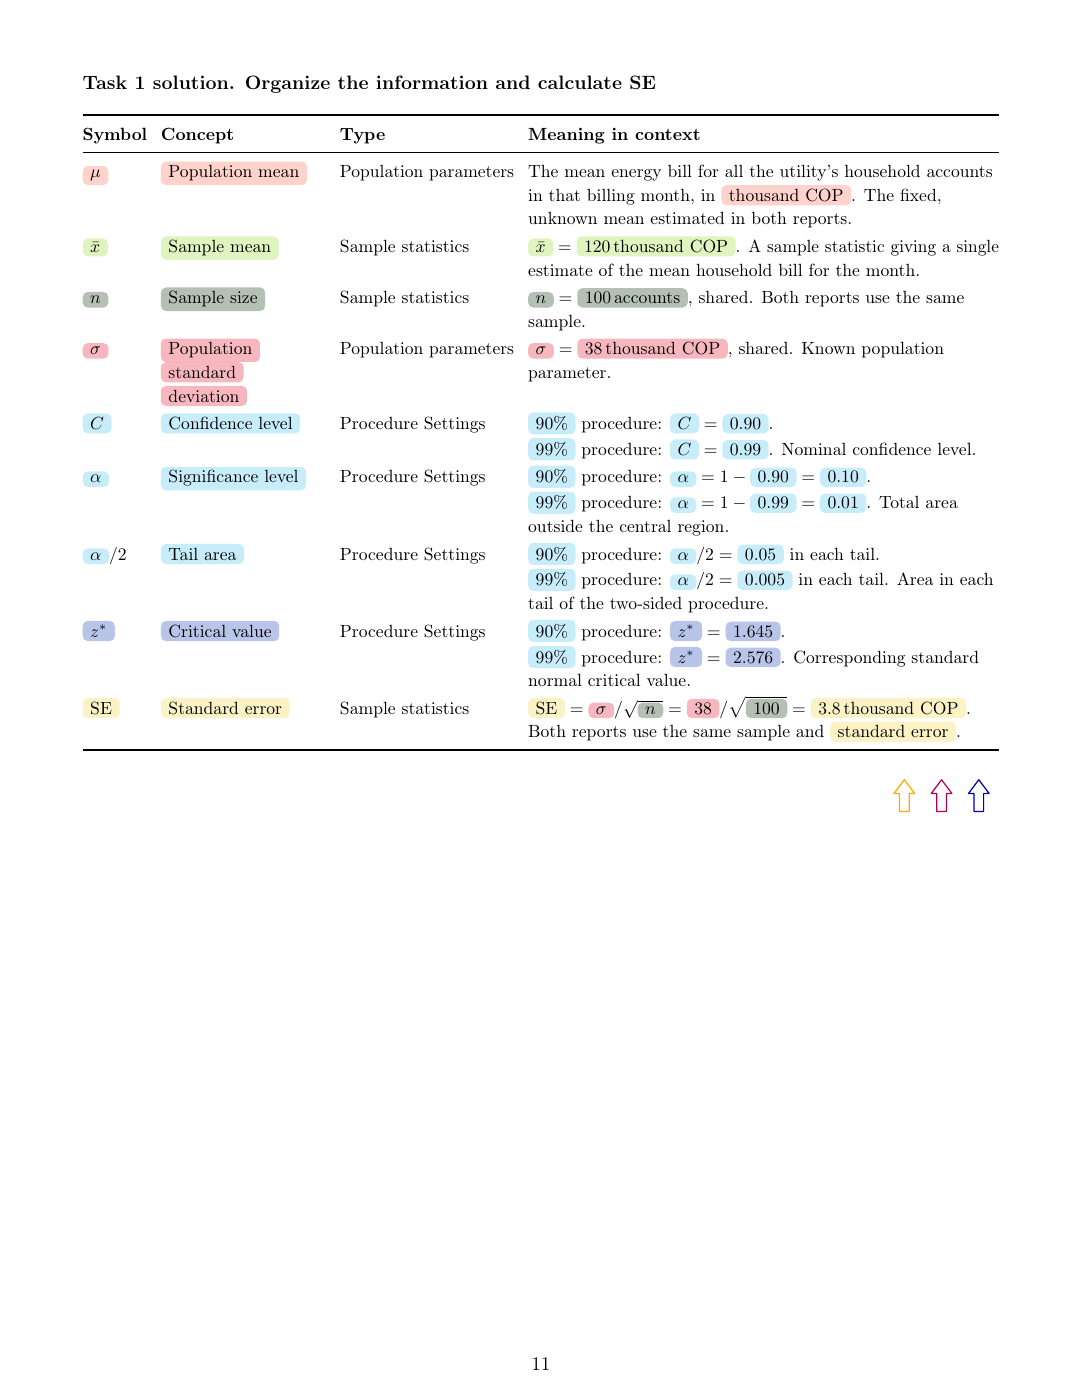 Task 1 solution. Organize the information and calculate SE
Symbol Concept Type Meaning in context
μ Population mean Population parameters The mean energy bill for all the utility's household accounts
in that billing month, in thousand COP. The fixed,
unknown mean estimated in both reports.
x̄ Sample mean Sample statistics x̄ = 120 thousand COP. A sample statistic giving a single
estimate of the mean household bill for the month.
n Sample size Sample statistics n = 100 accounts, shared. Both reports use the same
sample.
σ Population Population parameters σ = 38 thousand COP, shared. Known population
standard parameter.
deviation
C Confidence level Procedure Settings 90% procedure: C = 0.90.
99% procedure: C = 0.99. Nominal confidence level.
α Significance level Procedure Settings 90% procedure: α = 1 − 0.90 = 0.10.
99% procedure: α = 1 − 0.99 = 0.01. Total area
outside the central region.
α/2 Tail area Procedure Settings 90% procedure: α/2 = 0.05 in each tail.
99% procedure: α/2 = 0.005 in each tail. Area in each
tail of the two-sided procedure.
z* Critical value Procedure Settings 90% procedure: z* = 1.645.
99% procedure: z* = 2.576. Corresponding standard
normal critical value.
SE Standard error Sample statistics SE = σ/√n = 38/√100 = 3.8 thousand COP.
Both reports use the same sample and standard error.
11